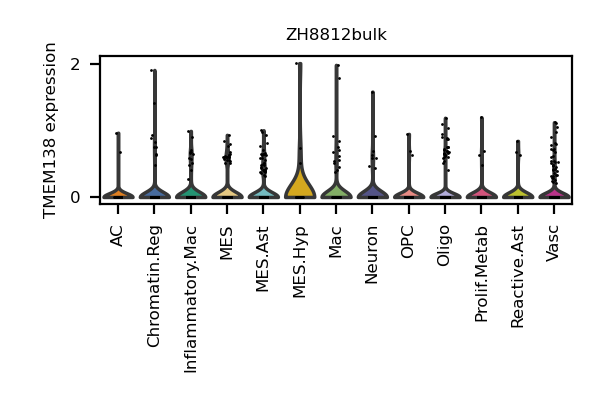 ZH8812bulk
TMEM138 expression
2
0
AC
Chromatin.Reg
Inflammatory.Mac
MES
MES.Ast
MES.Hyp
Mac
Neuron
OPC
Oligo
Prolif.Metab
Reactive.Ast
Vasc